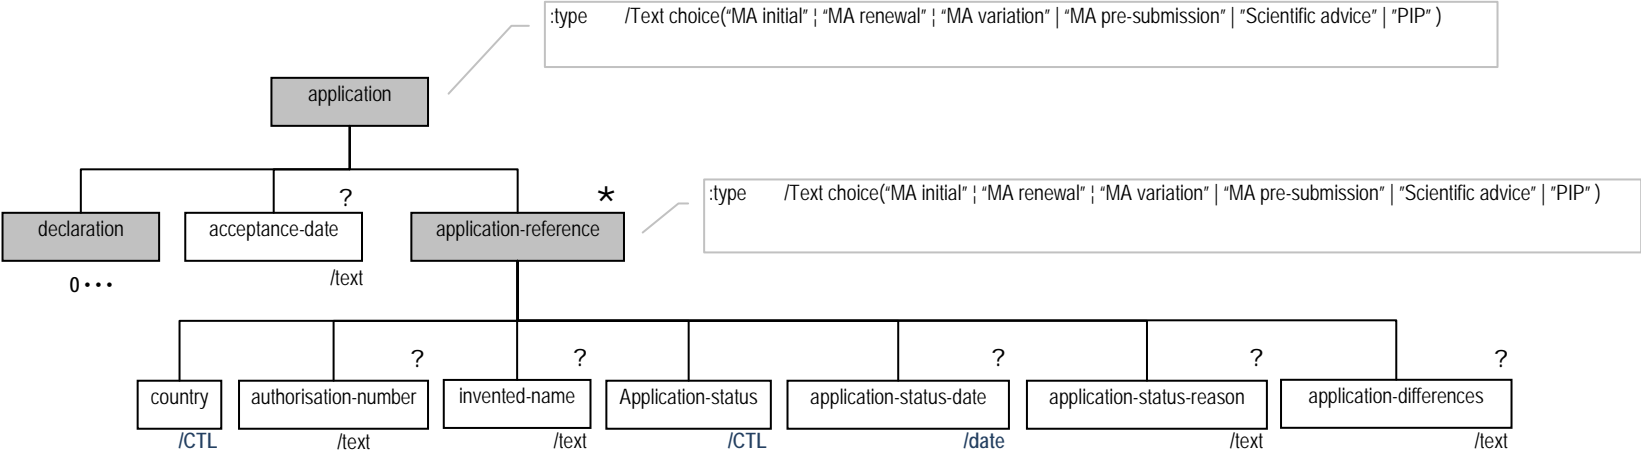 :type /Text choice(“MA initial” ¦ “MA renewal” ¦ “MA variation” | “MA pre-submission” | ”Scientific advice” | ”PIP” )
application
:type /Text choice(“MA initial” ¦ “MA renewal” ¦ “MA variation” | “MA pre-submission” | ”Scientific advice” | ”PIP” )
? *
declaration acceptance-date application-reference
0 • • • /text
? ? ? ? ?
country authorisation-number invented-name Application-status application-status-date application-status-reason application-differences
/CTL /text /text /CTL /date /text /text